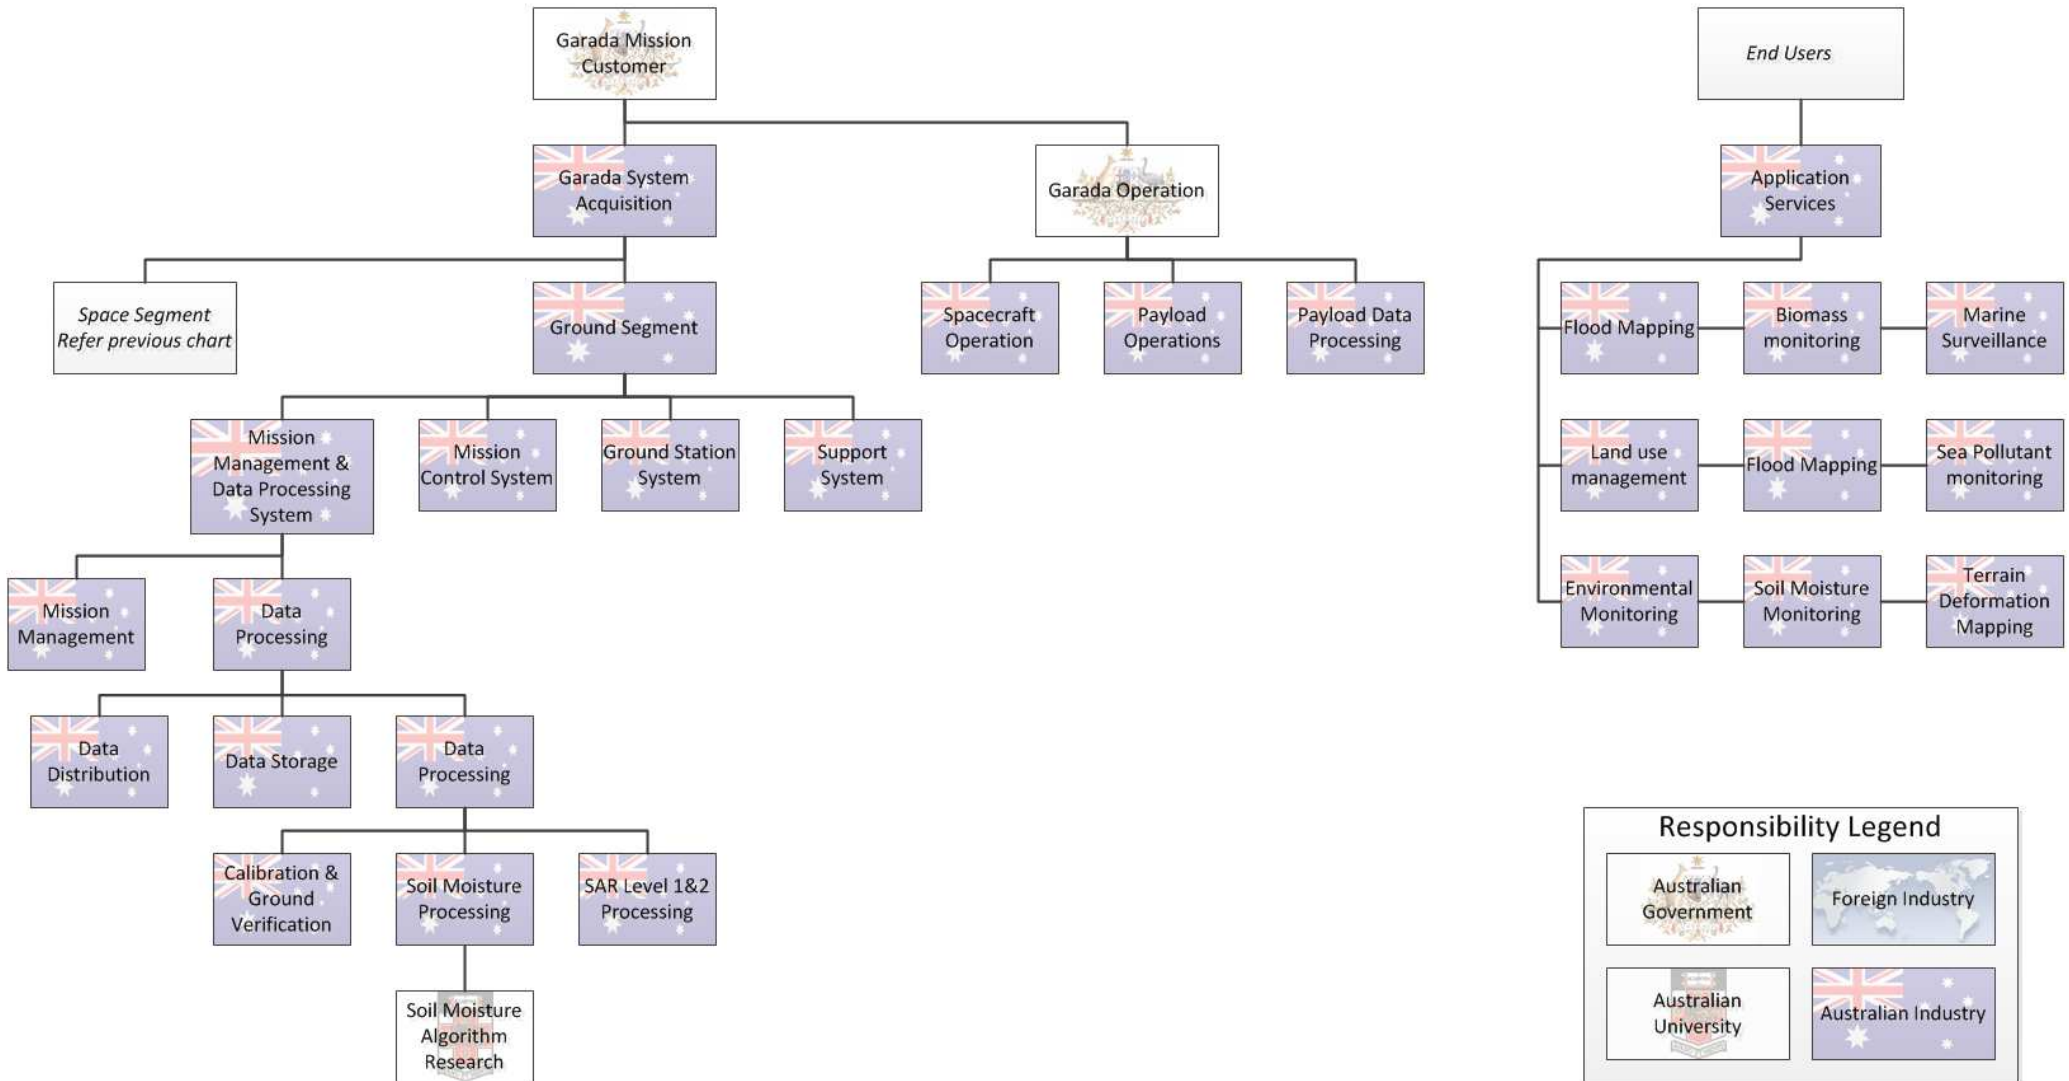 Garada Mission
Customer
End Users
Garada System
Acquisition
Garada Operation
Application
Services
Space Segment
Refer previous chart
Ground Segment
Spacecraft
Operation
Payload
Operations
Payload Data
Processing
Flood Mapping
Biomass
monitoring
Marine
Surveillance
Mission
Management &
Data Processing
System
Mission
Control System
Ground Station
System
Support
System
Land use
management
Flood Mapping
Sea Pollutant
monitoring
Mission
Management
Data
Processing
Environmental
Monitoring
Soil Moisture
Monitoring
Terrain
Deformation
Mapping
Data
Distribution
Data Storage
Data
Processing
Calibration &
Ground
Verification
Soil Moisture
Processing
SAR Level 1&2
Processing
Soil Moisture
Algorithm
Research
Responsibility Legend
Australian
Government
Foreign Industry
Australian
University
Australian Industry